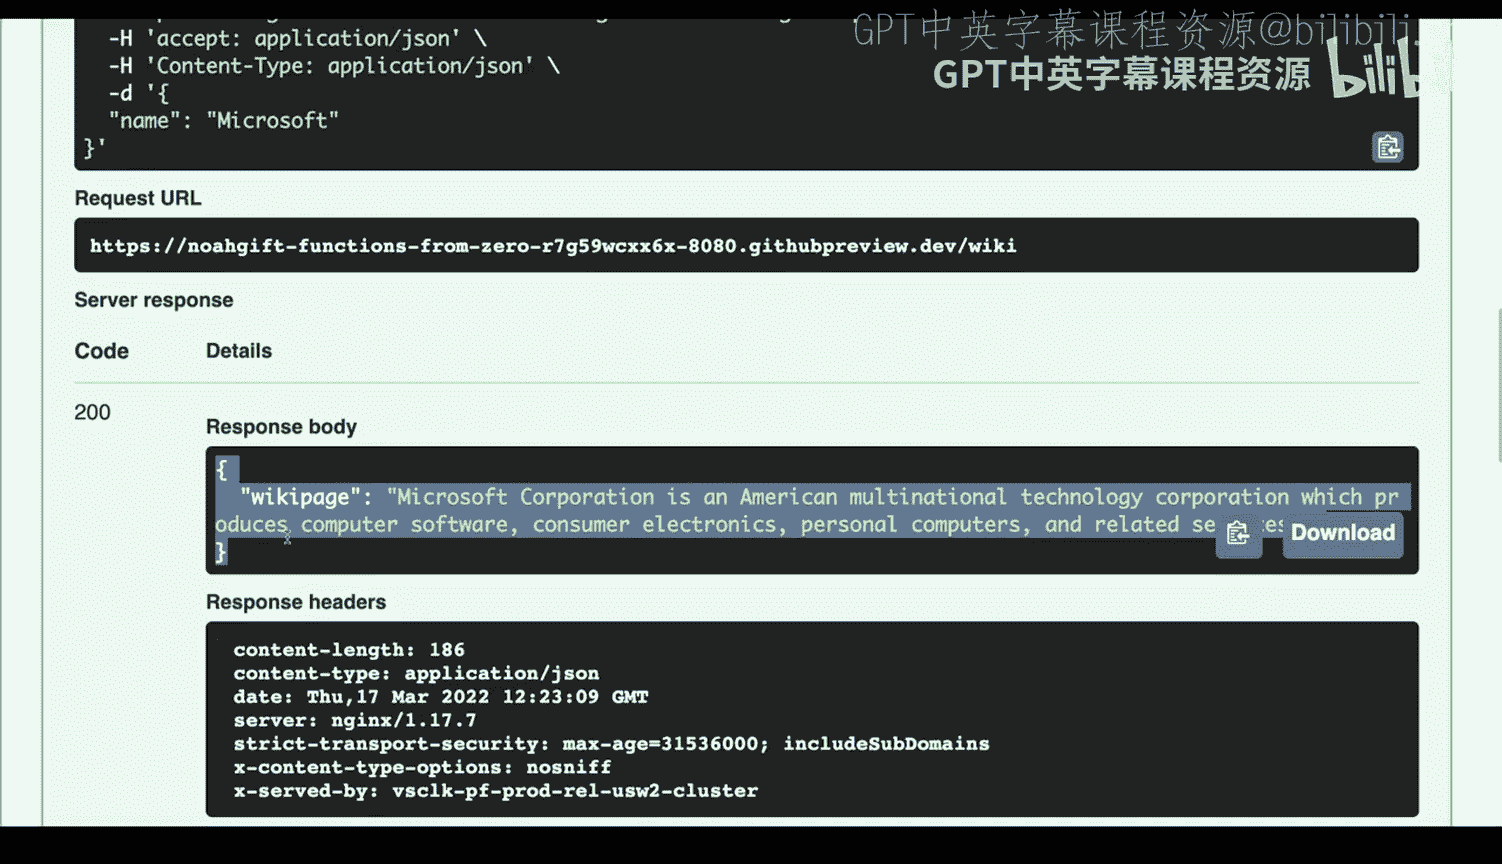 GPT中英字幕课程资源@bilibili.
GPT中英字幕课程资源
-H 'accept: application/json' \
-H 'Content-Type: application/json' \
-d '{
"name": "Microsoft"
}'
Request URL
https://noahgift-functions-from-zero-r7g59wcxx6x-8080.githubpreview.dev/wiki
Server response
Code Details
200
Response body
{
"wikipage": "Microsoft Corporation is an American multinational technology corporation which pr
oduces computer software, consumer electronics, personal computers, and related
}
Download
Response headers
content-length: 186
content-type: application/json
date: Thu,17 Mar 2022 12:23:09 GMT
server: nginx/1.17.7
strict-transport-security: max-age=31536000; includeSubDomains
x-content-type-options: nosniff
x-served-by: vsclk-pf-prod-rel-usw2-cluster